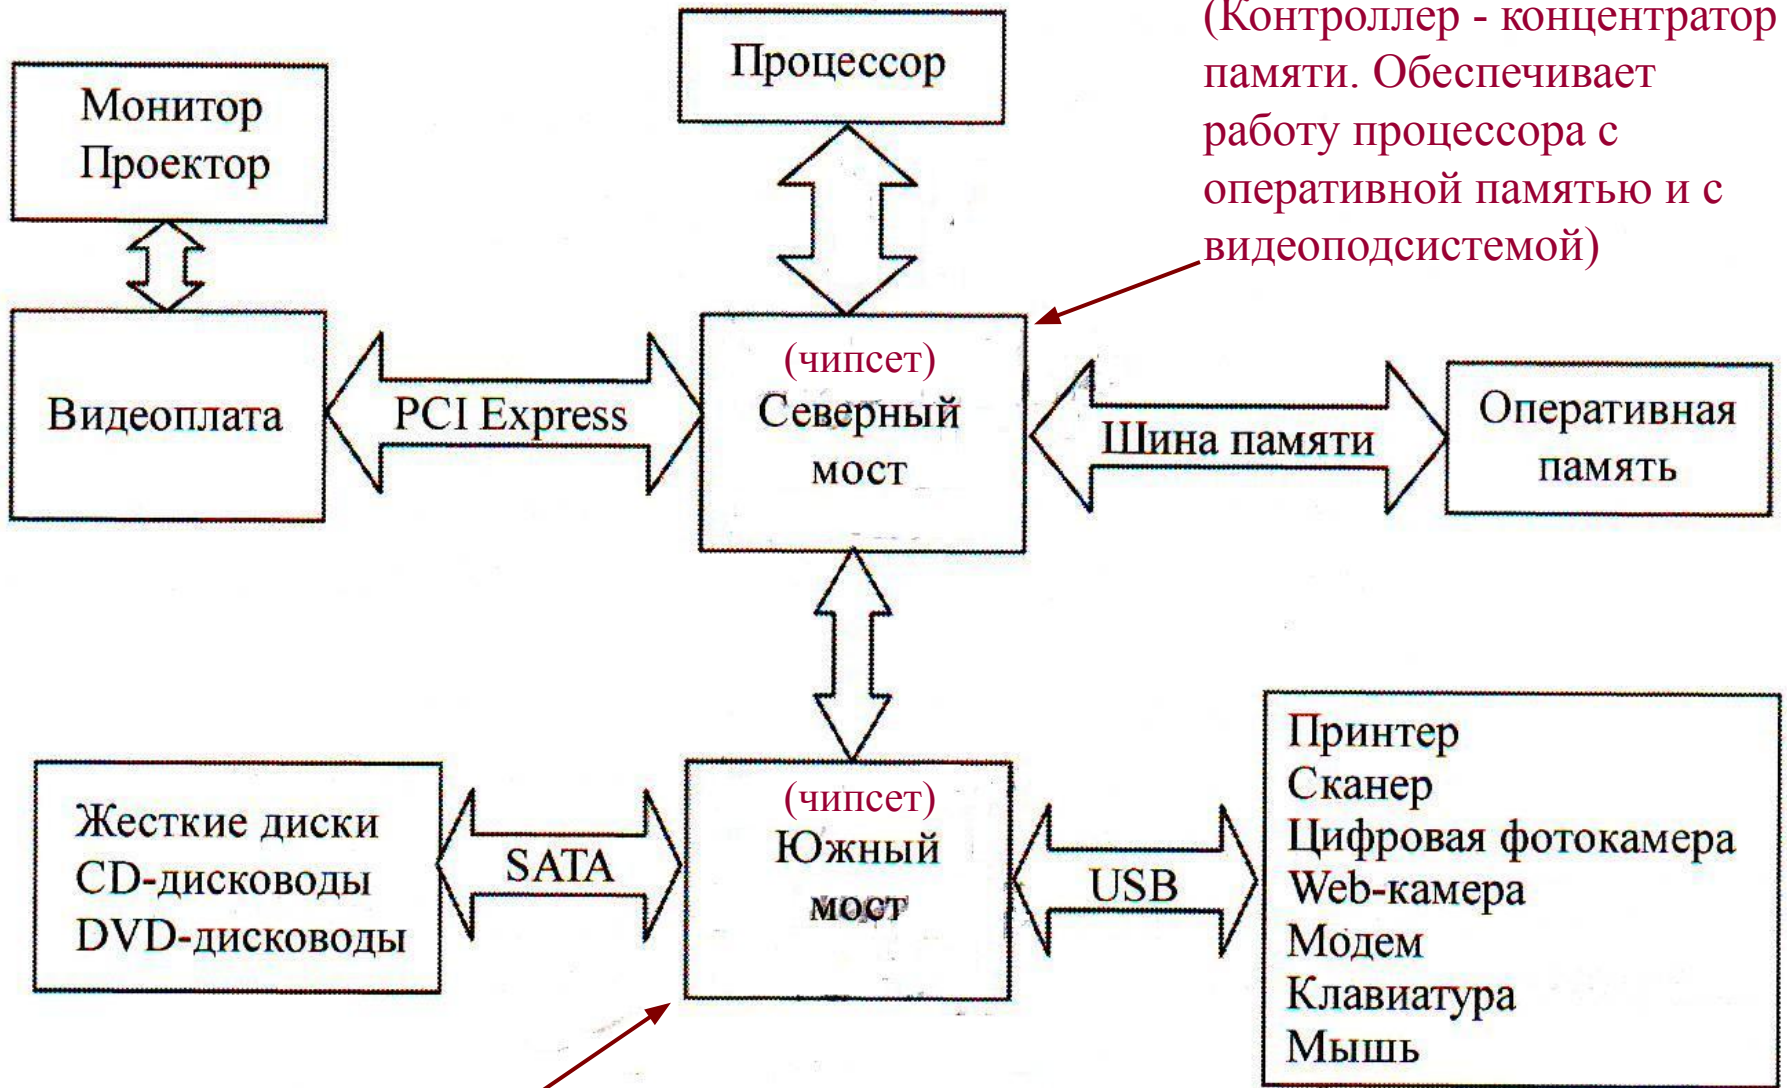 (Контроллер - концентратор
памяти. Обеспечивает
работу процессора с
оперативной памятью и с
видеоподсистемой)
Процессор
Монитор
Проектор
Видеоплата
PCI Express
(чипсет)
Северный
мост
Шина памяти
Оперативная
память
Жесткие диски
CD-дисководы
DVD-дисководы
SATA
(чипсет)
Южный
мост
USB
Принтер
Сканер
Цифровая фотокамера
Web-камера
Модем
Клавиатура
Мышь